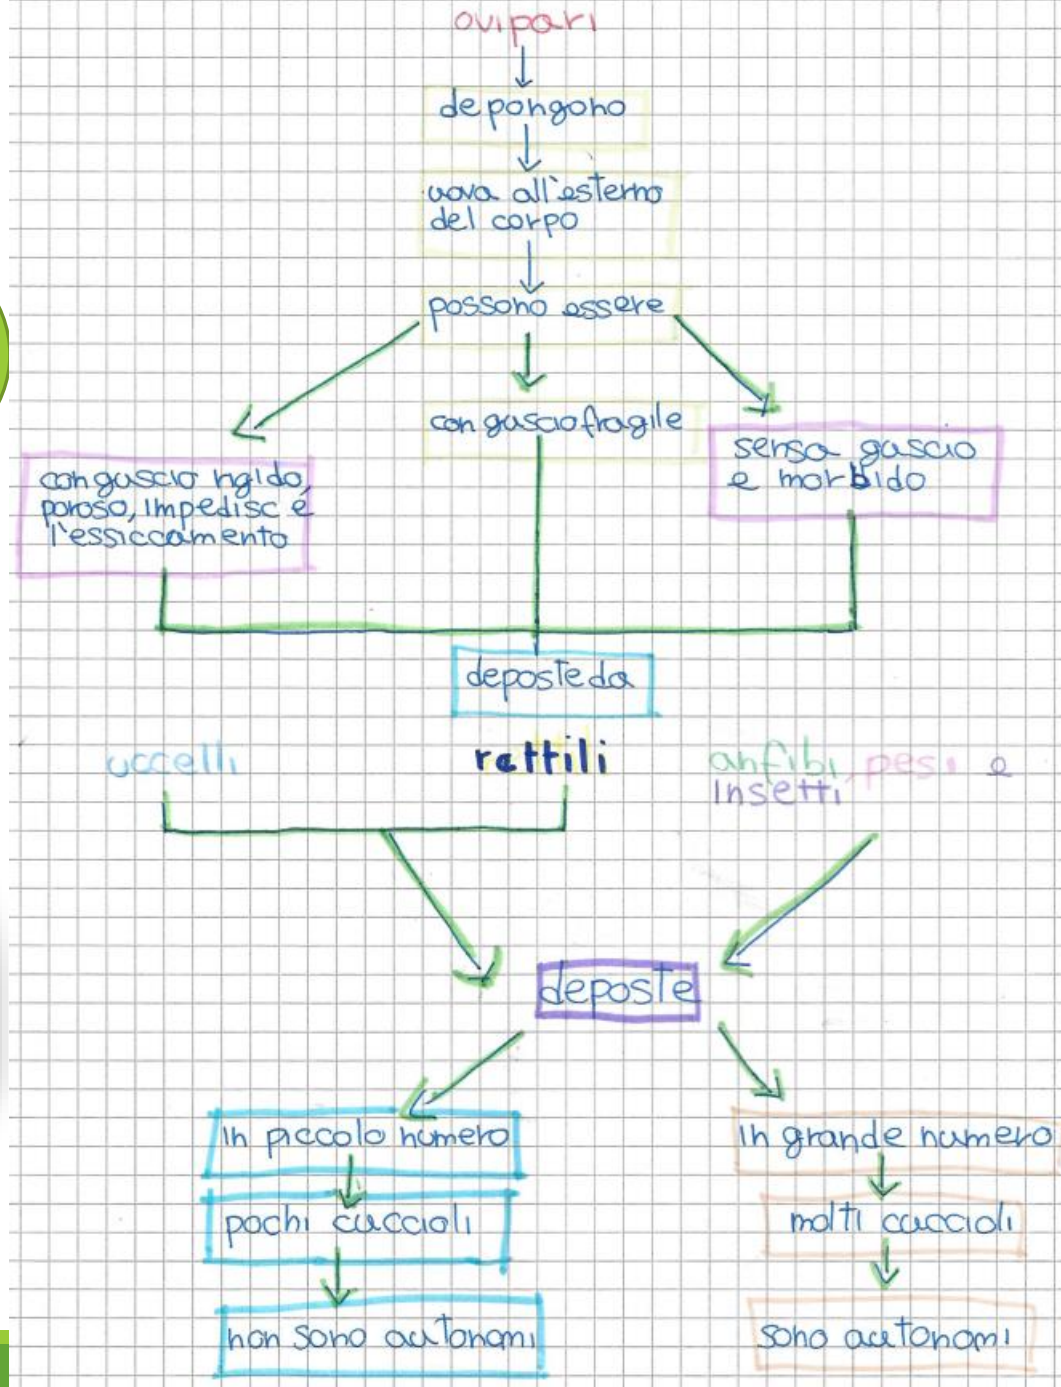 ovipari
depongono
uova all'esterno
del corpo
possono essere
con guscio fragile
sensa guscio
e morbido
con guscio rigido,
poroso, impedisce
l'essiccamento
deposte da
uccelli
rettili
anfibi, pesi e
insetti
deposte
in piccolo numero
in grande numero
pochi cuccioli
molti cuccioli
non sono autonomi
sono autonomi